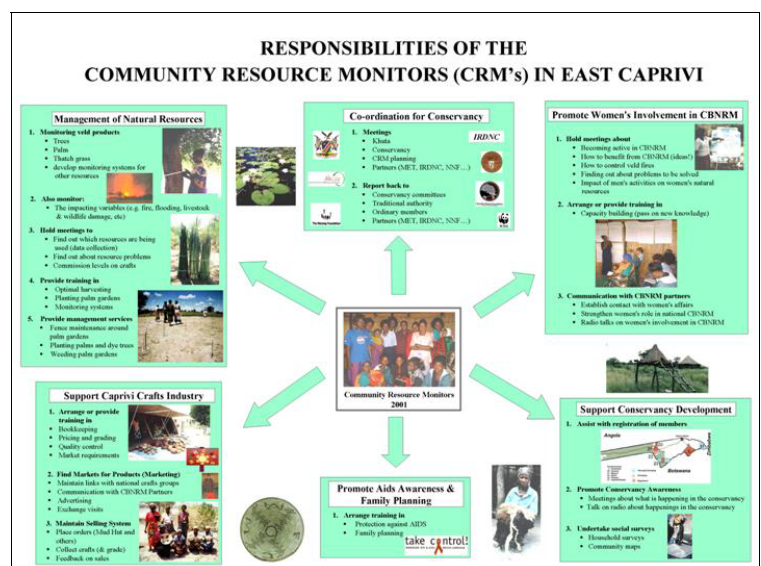 RESPONSIBILITIES OF THE
COMMUNITY RESOURCE MONITORS (CRM's) IN EAST CAPRIVI
Management of Natural Resources
1. Monitoring veld products
▪ Trees
▪ Palm
▪ Thatch grass
▪ develop monitoring systems for
other resources
2. Also monitor:
▪ The impacting variables (e.g. fire, flooding, livestock
& wildlife damage, etc)
3. Hold meetings to
▪ Find out which resources are being
used (data collection)
▪ Find out about resource problems
▪ Commission levels on crafts
4. Provide training in
▪ Optimal harvesting
▪ Planting palm gardens
▪ Monitoring systems
5. Provide management services
▪ Fence maintenance around
palm gardens
▪ Planting palms and dye trees
▪ Weeding palm gardens
Co-ordination for Conservancy
1. Meetings
▪ Khuta
▪ Conservancy
▪ CRM planning
▪ Partners (MET, IRDNC, NNF…)
2. Report back to
▪ Conservancy committees
▪ Traditional authority
▪ Ordinary members
▪ Partners (MET, IRDNC, NNF…)
IRDNC
WWF
Promote Women's Involvement in CBNRM
1. Hold meetings about
▪ Becoming active in CBNRM
▪ How to benefit from CBNRM (ideas!)
▪ How to control veld fires
▪ Finding out about problems to be solved
▪ Impact of men's activities on women's natural
resources
2. Arrange or provide training in
▪ Capacity building (pass on new knowledge)
3. Communication with CBNRM partners
▪ Establish contact with women's affairs
▪ Strengthen women's role in national CBNRM
▪ Radio talks on women's involvement in CBNRM
Community Resource Monitors
2001
Support Caprivi Crafts Industry
1. Arrange or provide
training in
▪ Bookkeeping
▪ Pricing and grading
▪ Quality control
▪ Market requirements
2. Find Markets for Products (Marketing)
▪ Maintain links with national crafts groups
▪ Communication with CBNRM Partners
▪ Advertising
▪ Exchange visits
3. Maintain Selling System
▪ Place orders (Mud Hut and
others)
▪ Collect crafts (& grade)
▪ Feedback on sales
Promote Aids Awareness &
Family Planning
1. Arrange training in
▪ Protection against AIDS
▪ Family planning
take control!
Support Conservancy Development
1. Assist with registration of members
Angola
Zimbabwe
Botswana
2. Promote Conservancy Awareness
▪ Meetings about what is happening in the conservancy
▪ Talk on radio about happenings in the conservancy
3. Undertake social surveys
▪ Household surveys
▪ Community maps